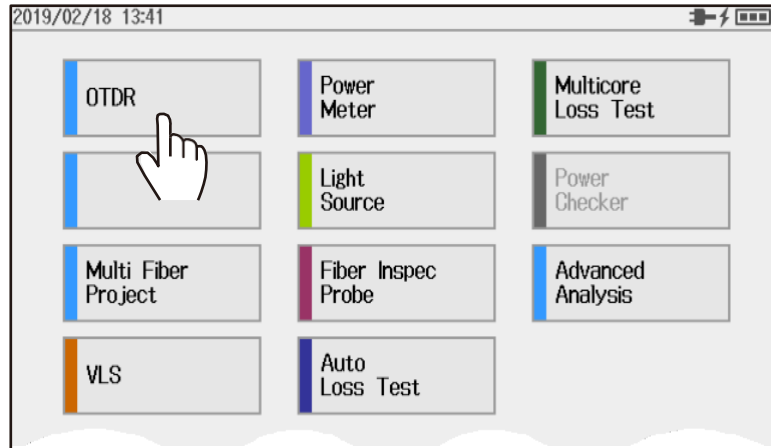 2019/02/18 13:41
OTDR
Power
Meter
Multicore
Loss Test
Light
Source
Power
Checker
Multi Fiber
Project
Fiber Inspec
Probe
Advanced
Analysis
VLS
Auto
Loss Test